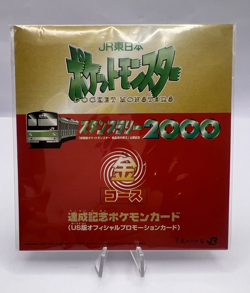 JR東日本
ポケットモンスター
POCKET MONSTERS
スタンプラリー2000
金
コース
達成記念ポケモンカード
(US版オフィシャルプロモーションカード)